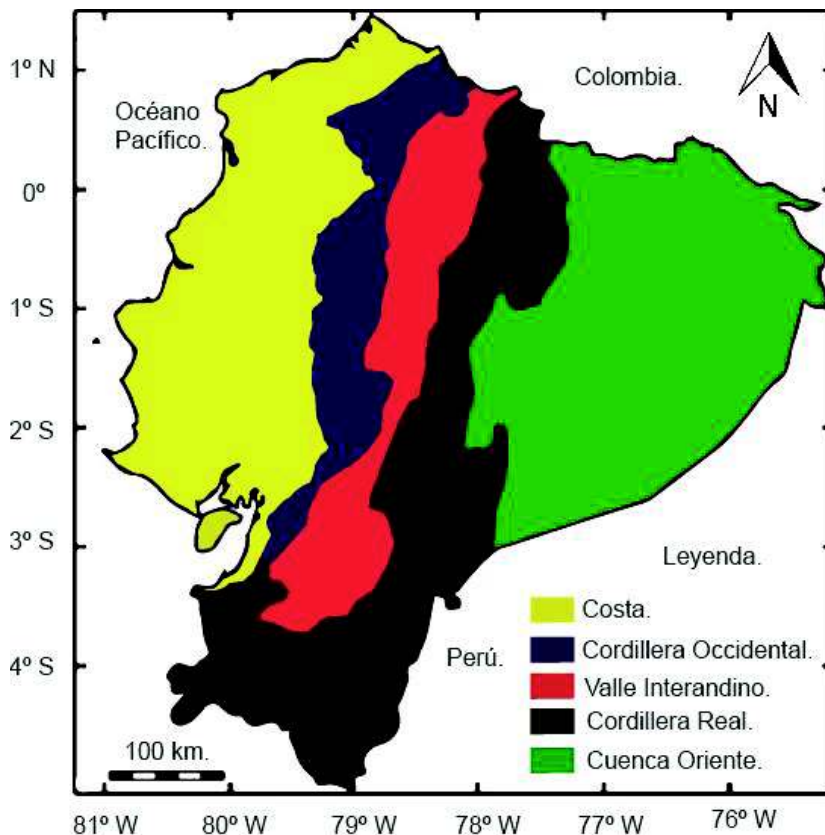 1º N
0º
1º S
2º S
3º S
4º S
Océano
Pacífico.
Colombia.
N
Perú.
Leyenda.
Costa.
Cordillera Occidental.
Valle Interandino.
Cordillera Real.
Cuenca Oriente.
100 km.
81º W
80º W
79º W
78º W
77º W
76º W